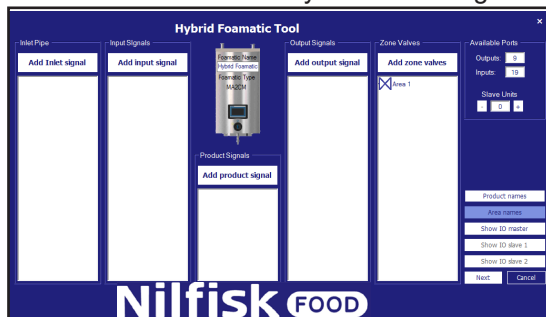 Hybrid Foamatic Tool
×
Inlet Pipe
Add Inlet signal
Input SIgnals
Add input signal
Foamatic Name
Hybrid Foamatic
Foamatic Type
MA2CM
Product Signals
Add product signal
Output Signals
Add output signal
Zone Valves
Add zone valves
Area 1
Available Ports
Outputs: 9
Inputs: 19
Slave Units
- 0 +
Product names
Area names
Show IO master
Show IO slave 1
Show IO slave 2
Next Cancel
Nilfisk FOOD